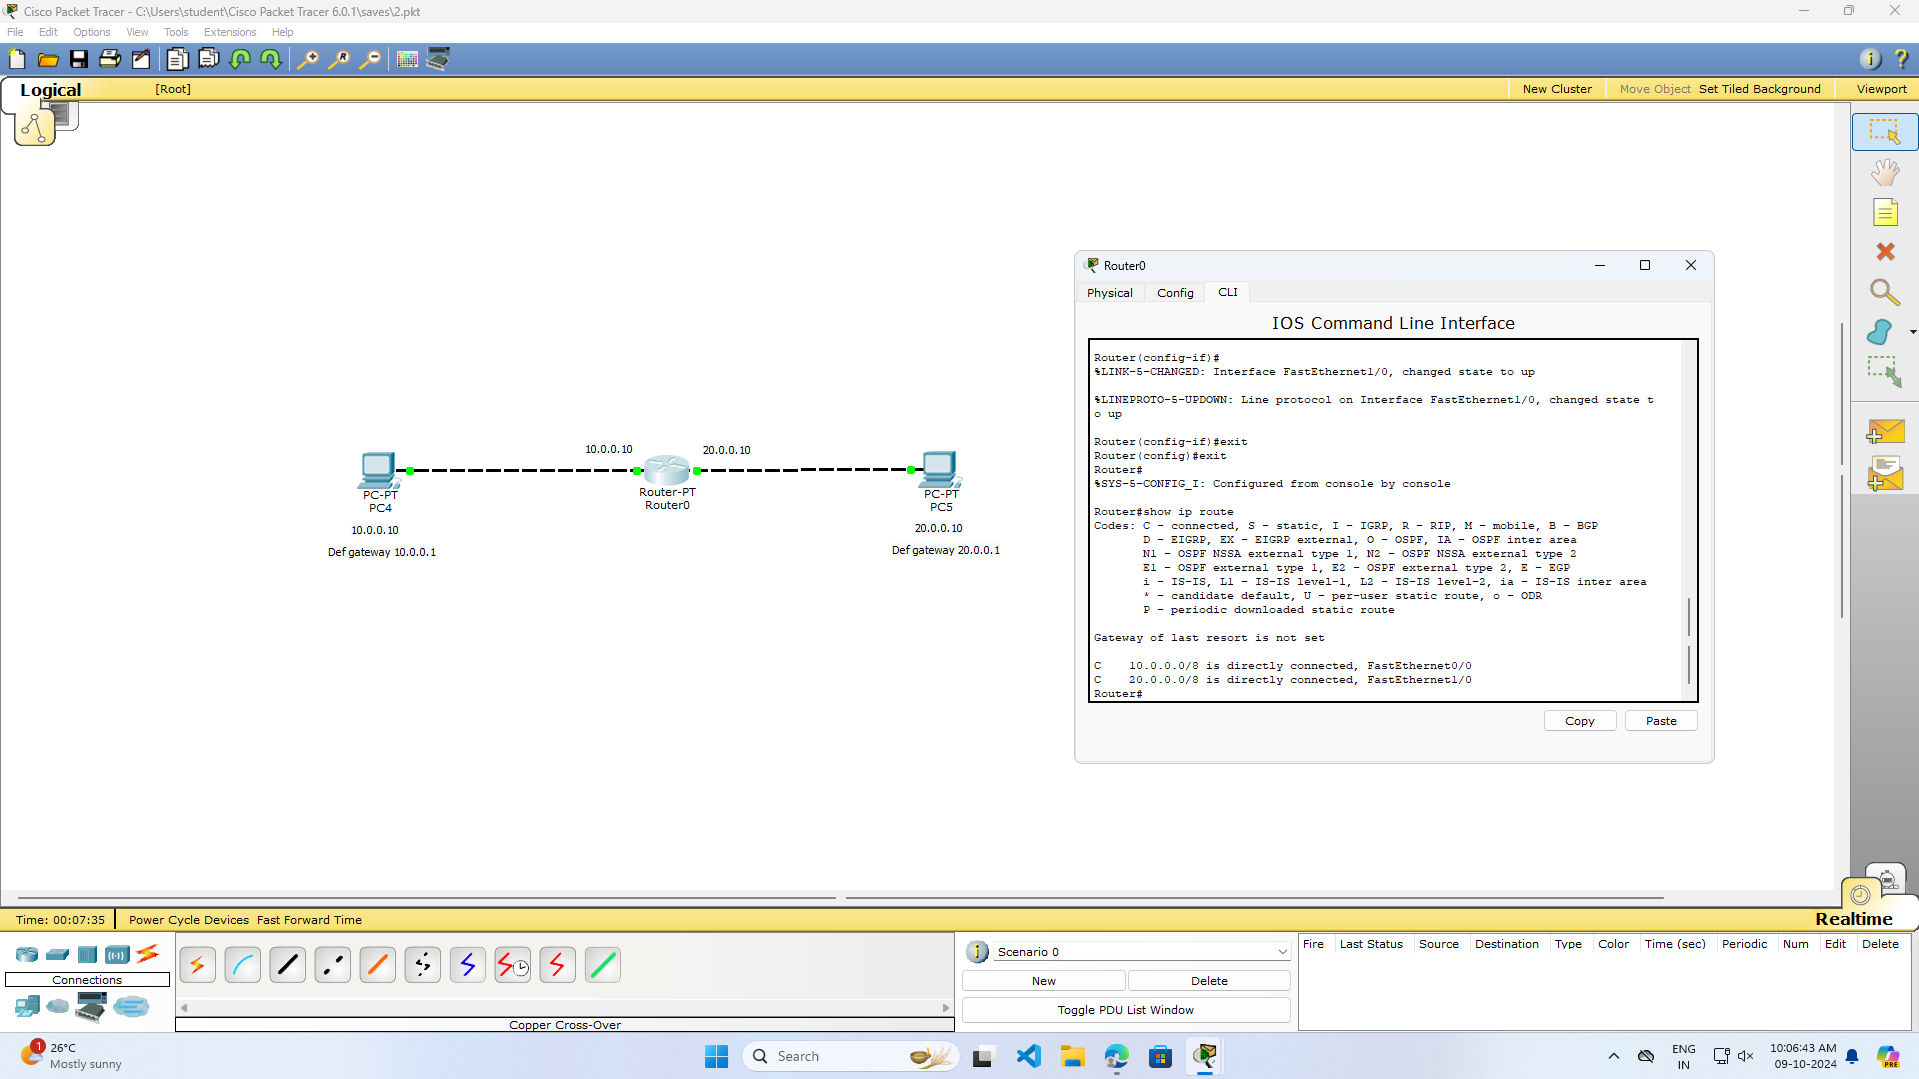 Cisco Packet Tracer - C:\Users\student\Cisco Packet Tracer 6.0.1\saves\2.pkt
File Edit Options View Tools Extensions Help
Logical [Root] New Cluster Move Object Set Tiled Background Viewport
Router0
Physical Config CLI
IOS Command Line Interface
Router(config-if)#
%LINK-5-CHANGED: Interface FastEthernet1/0, changed state to up
%LINEPROTO-5-UPDOWN: Line protocol on Interface FastEthernet1/0, changed state t
o up
Router(config-if)#exit
Router(config)#exit
Router#
%SYS-5-CONFIG_I: Configured from console by console
Router#show ip route
Codes: C - connected, S - static, I - IGRP, R - RIP, M - mobile, B - BGP
D - EIGRP, EX - EIGRP external, O - OSPF, IA - OSPF inter area
N1 - OSPF NSSA external type 1, N2 - OSPF NSSA external type 2
E1 - OSPF external type 1, E2 - OSPF external type 2, E - EGP
i - IS-IS, L1 - IS-IS level-1, L2 - IS-IS level-2, ia - IS-IS inter area
* - candidate default, U - per-user static route, o - ODR
P - periodic downloaded static route
Gateway of last resort is not set
C 10.0.0.0/8 is directly connected, FastEthernet0/0
C 20.0.0.0/8 is directly connected, FastEthernet1/0
Router#
Copy Paste
10.0.0.10 20.0.0.10
PC-PT
PC4
10.0.0.10
Def gateway 10.0.0.1
Router-PT
Router0
PC-PT
PC5
20.0.0.10
Def gateway 20.0.0.1
Time: 00:07:35 Power Cycle Devices Fast Forward Time
Realtime
Connections
Copper Cross-Over
Scenario 0
New Delete
Toggle PDU List Window
Fire Last Status Source Destination Type Color Time (sec) Periodic Num Edit Delete
1
26°C
Mostly sunny
Search
ENG
IN
10:06:43 AM
09-10-2024
PRE